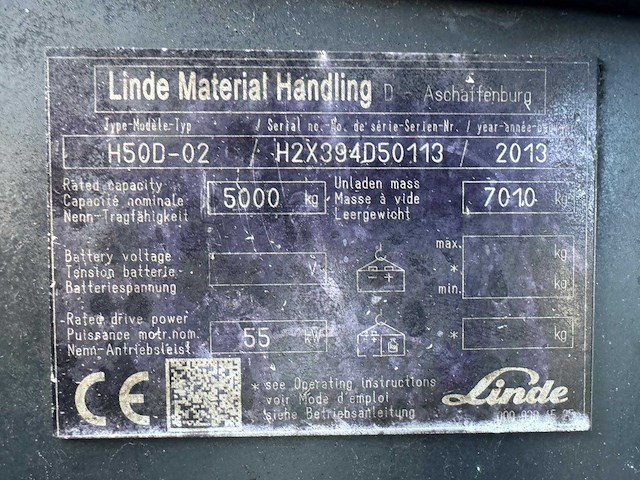 Linde Material Handling D - Aschaffenburg
Type-Modèle-Typ / Serial no.-No. de série-Serien-Nr. / year-année-
H50D-02 / H2X394D50113 / 2013
Rated capacity
Capacité nominale
Nenn-Tragfähigkeit
5000 kg
Unladen mass
Masse à vide
Leergewicht
7010 kg
Battery voltage
Tension batterie
Batteriespannung
V
max. kg
*
min. kg
Rated drive power
Puissance motr.nom.
Nenn-Antriebsleist.
55 kW
* kg
CE
* see Operating Instructions
voir Mode d'emploi
siehe Betriebsanleitung
Linde